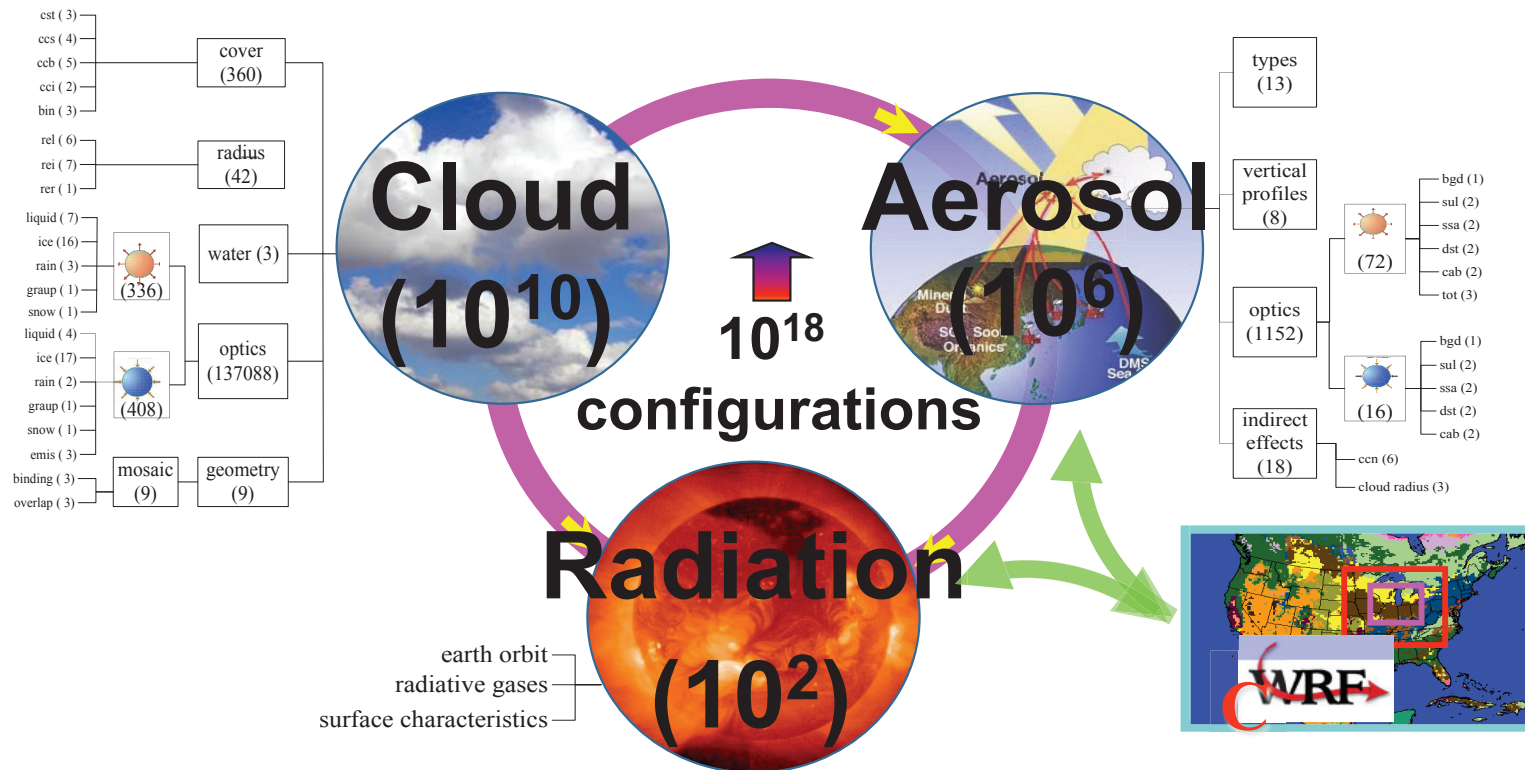 cst ( 3)
ccs ( 4)
ccb ( 5)
cci ( 2)
bin ( 3)
cover
(360)
rel ( 6)
rei ( 7)
rer ( 1)
radius
(42)
liquid ( 7)
ice (16)
rain ( 3)
graup ( 1)
snow ( 1)
(336)
water (3)
liquid ( 4)
ice (17)
rain ( 2)
graup ( 1)
snow ( 1)
emis ( 3)
(408)
optics
(137088)
binding ( 3)
overlap ( 3)
mosaic
(9)
geometry
(9)
Cloud
(10¹⁰)
10¹⁸
configurations
Aerosol
(10⁶)
Aerosol
Mineral
Dust
Soot
Organics
DMS
Sea
types
(13)
vertical
profiles
(8)
optics
(1152)
indirect
effects
(18)
(72)
bgd (1)
sul (2)
ssa (2)
dst (2)
cab (2)
tot (3)
(16)
bgd (1)
sul (2)
ssa (2)
dst (2)
cab (2)
ccn (6)
cloud radius (3)
Radiation
(10²)
earth orbit
radiative gases
surface characteristics
CWRF